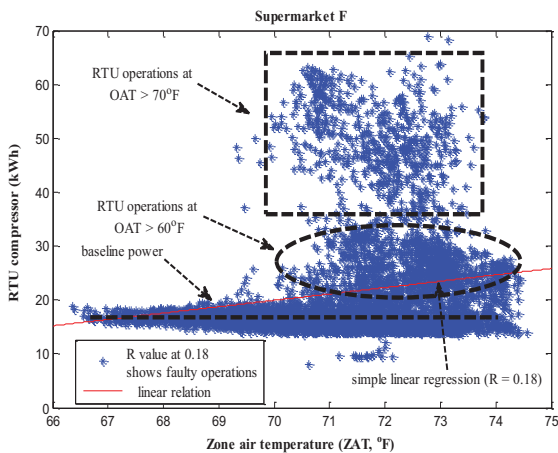 Supermarket F
RTU compressor (kWh)
70
60
50
40
30
20
10
0
RTU operations at
OAT > 70°F
RTU operations at
OAT > 60°F
baseline power
R value at 0.18
shows faulty operations
linear relation
simple linear regression (R = 0.18)
66 67 68 69 70 71 72 73 74 75
Zone air temperature (ZAT, °F)